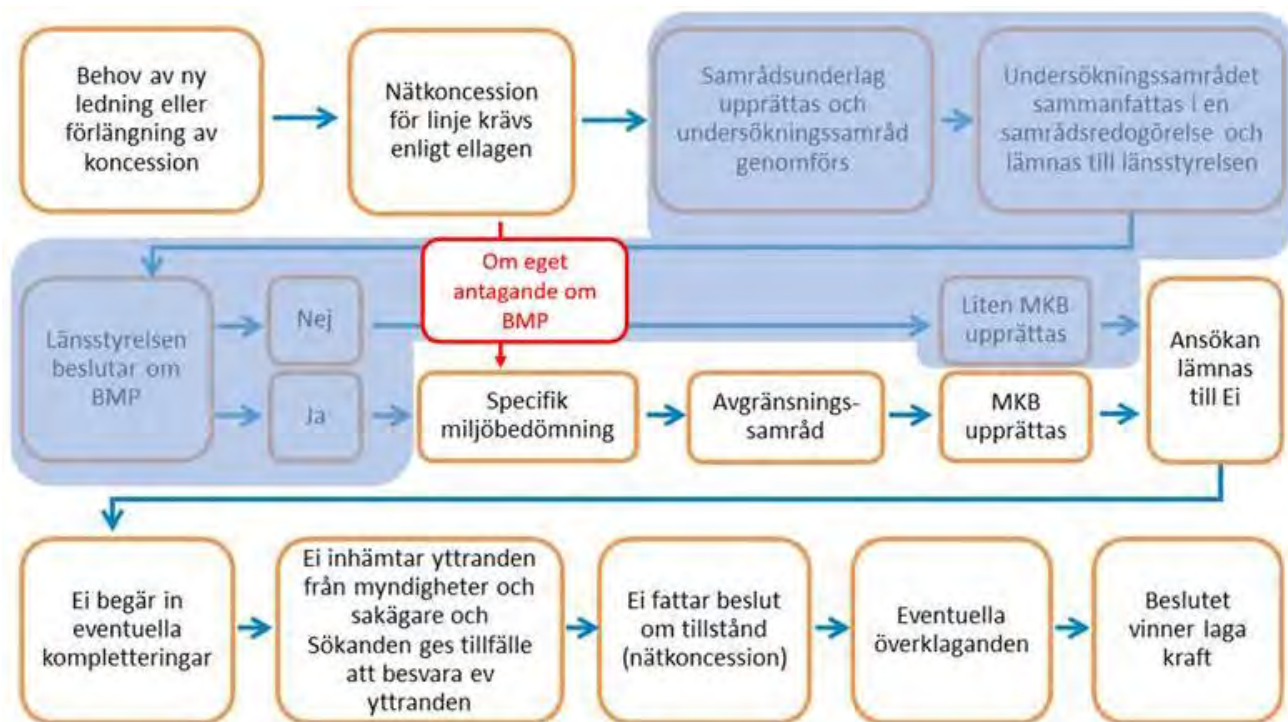 Behov av ny
ledning eller
förlängning av
koncession
Nätkoncession
för linje krävs
enligt ellagen
Samrådsunderlag
upprättas och
undersökningssamråd
genomförs
Undersökningssamrådet
sammanfattas i en
samrådsredogörelse och
lämnas till länsstyrelsen
Om eget
antagande om
BMP
Länsstyrelsen
beslutar om
BMP
Nej
Liten MKB
upprättas
Ja
Specifik
miljöbedömning
Avgränsnings-
samråd
MKB
upprättas
Ansökan
lämnas
till Ei
Ei begär in
eventuella
kompletteringar
Ei inhämtar yttranden
från myndigheter och
sakägare och
Sökanden ges tillfälle
att besvara ev
yttranden
Ei fattar beslut
om tillstånd
(nätkoncession)
Eventuella
överklaganden
Beslutet
vinner laga
kraft